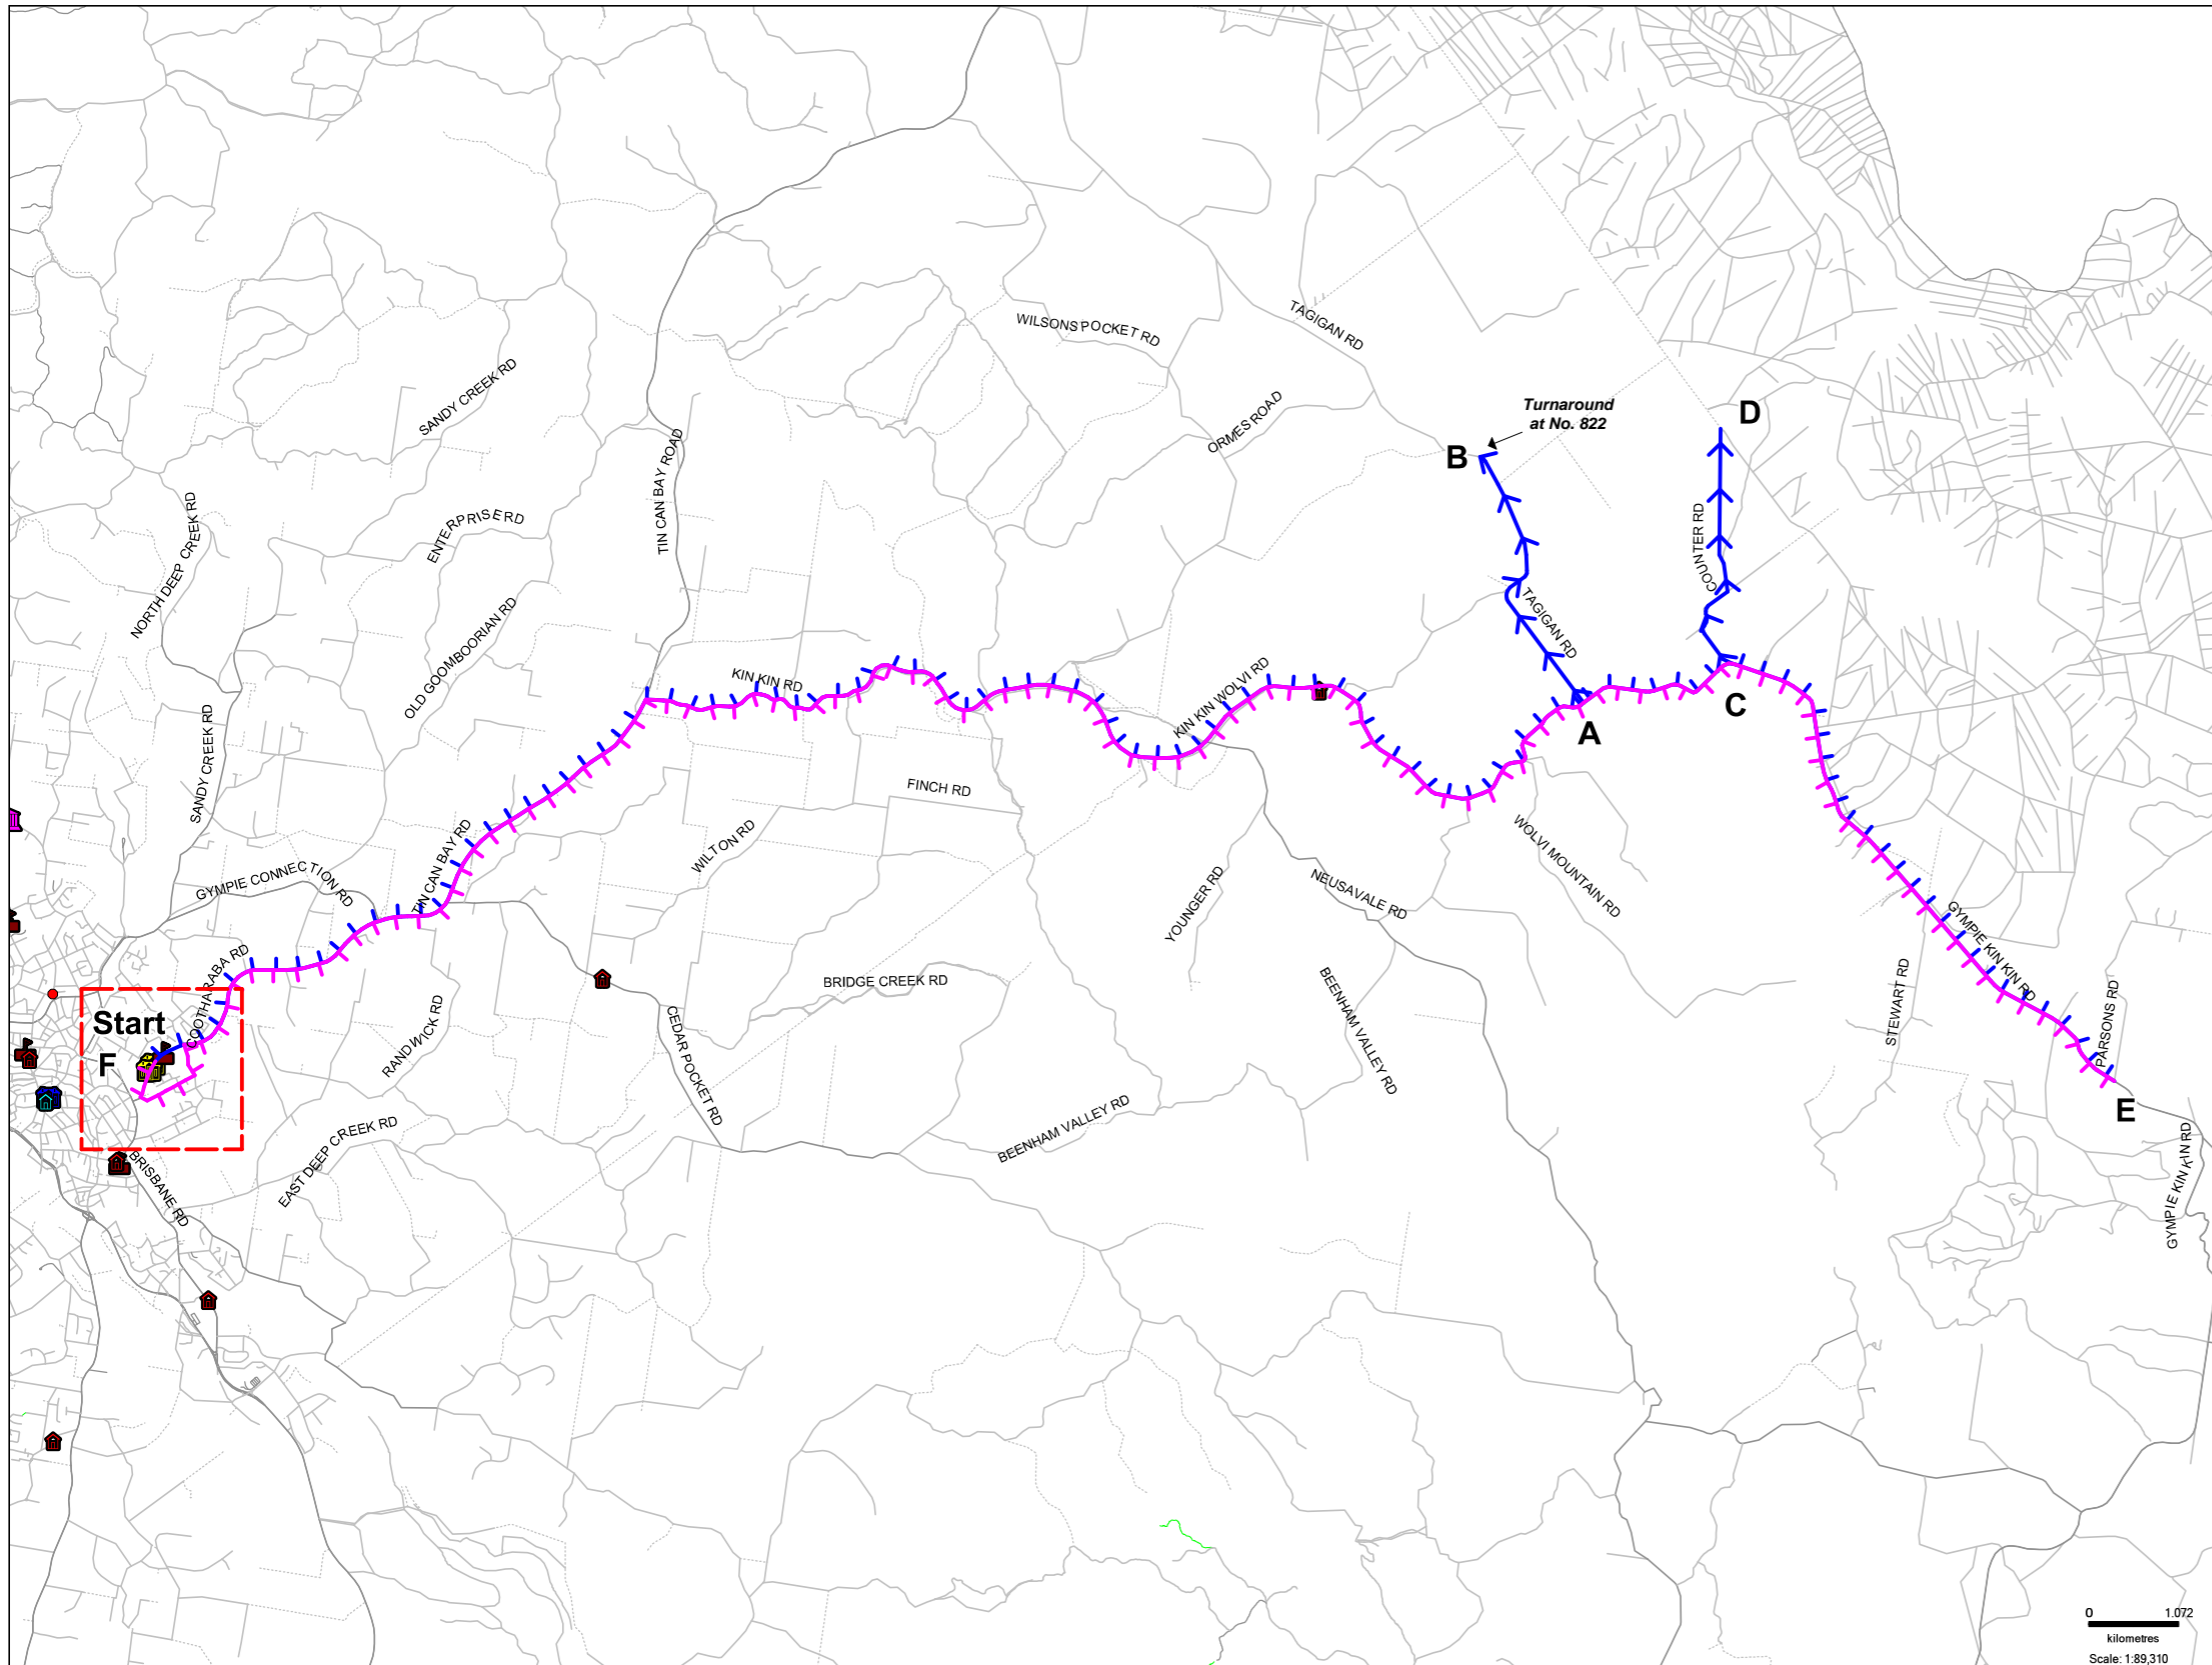 WILSONS POCKET RD
TAGIGAN RD
SANDY CREEK RD
ORMES ROAD
Turnaround
at No. 822
D
B
TIN CAN BAY ROAD
NORTH DEEP CREEK RD
ENTERPRISE RD
COUNTER RD
OLD GOOMBOORIAN RD
TAGIGAN RD
KIN KIN RD
KIN KIN WOLVI RD
C
A
SANDY CREEK RD
FINCH RD
WILTON RD
TIN CAN BAY RD
GYMPIE CONNECTION RD
WOLVI MOUNTAIN RD
YOUNGER RD
NEUSAVALE RD
GYMPIE KIN KIN RD
COOTHARABA RD
BRIDGE CREEK RD
BEENHAM VALLEY RD
STEWART RD
PARSONS RD
Start
F
RANDWICK RD
CEDAR POCKET RD
E
EAST DEEP CREEK RD
BEENHAM VALLEY RD
BRISBANE RD
GYMPIE KIN KIN RD
0 1.072
kilometres
Scale: 1:89,310